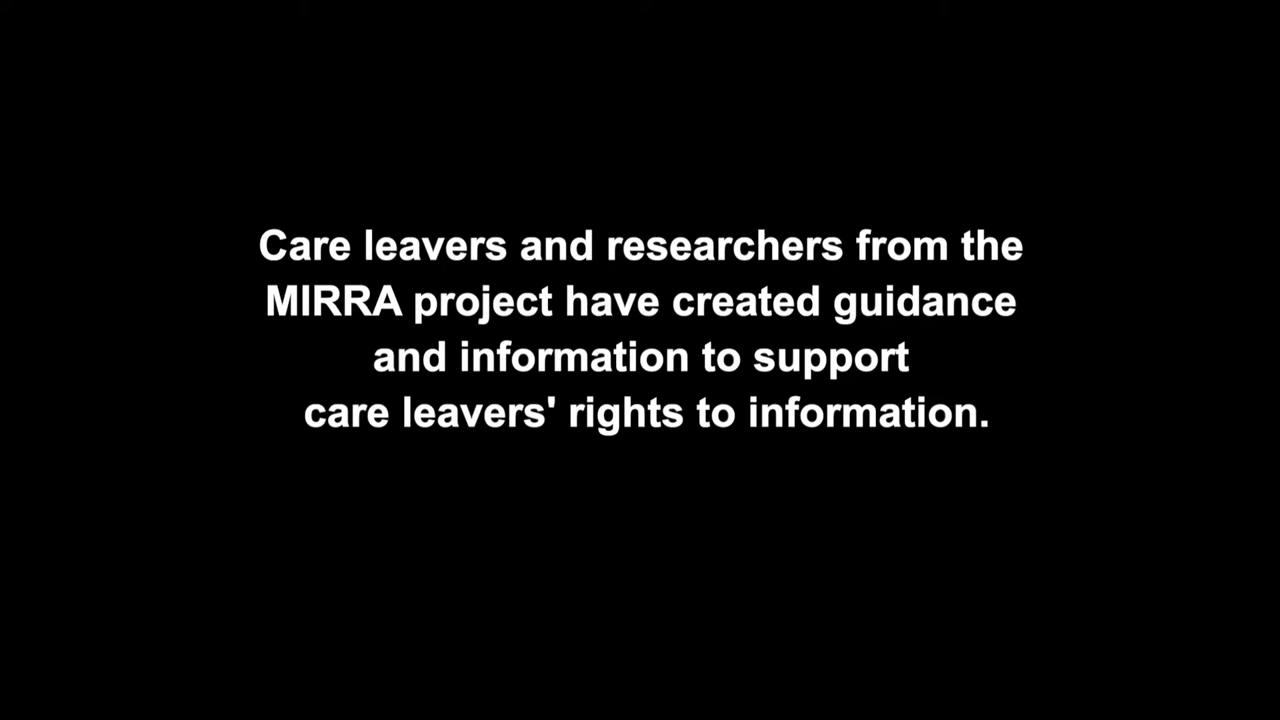 Care leavers and researchers from the
MIRRA project have created guidance
and information to support
care leavers' rights to information.